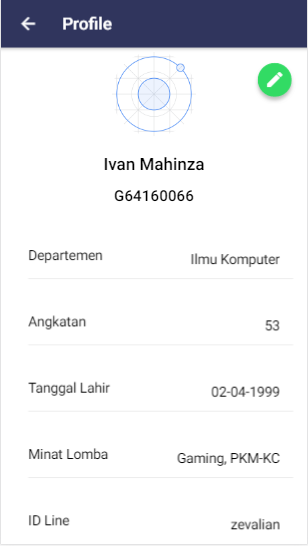 Profile
Ivan Mahinza
G64160066
Departemen
Ilmu Komputer
Angkatan
53
Tanggal Lahir
02-04-1999
Minat Lomba
Gaming, PKM-KC
ID Line
zevalian